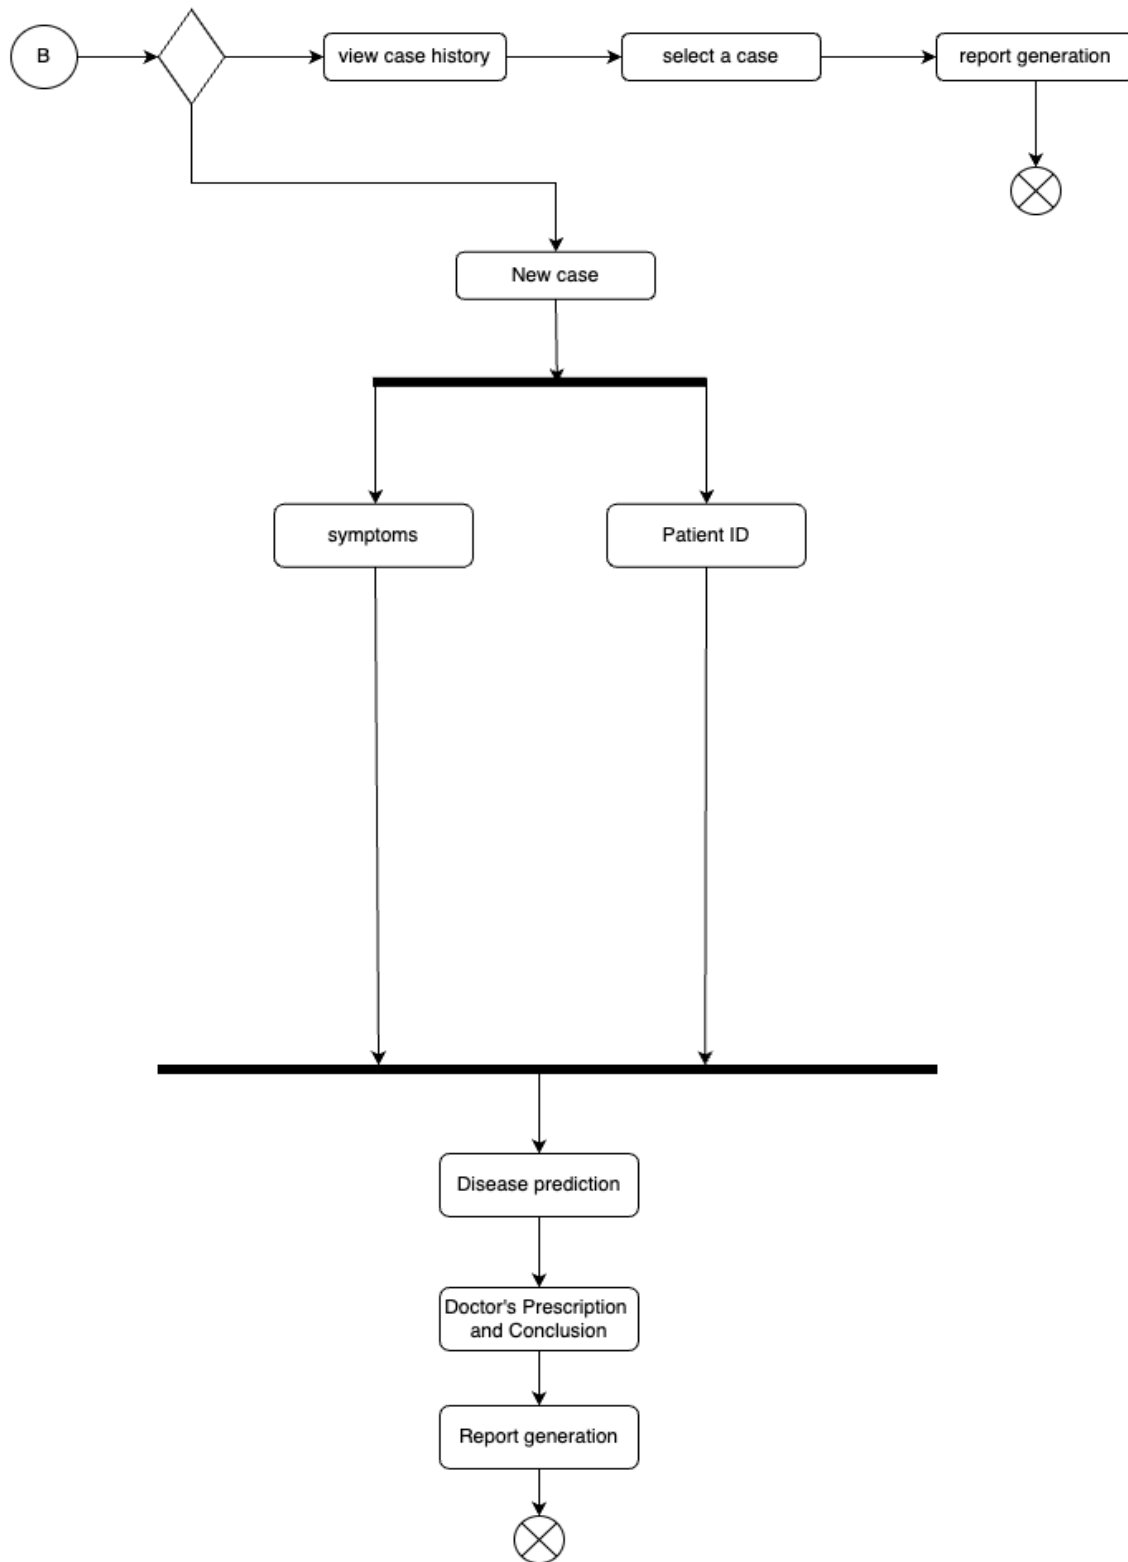 B
view case history
select a case
report generation
New case
symptoms
Patient ID
Disease prediction
Doctor's Prescription
and Conclusion
Report generation